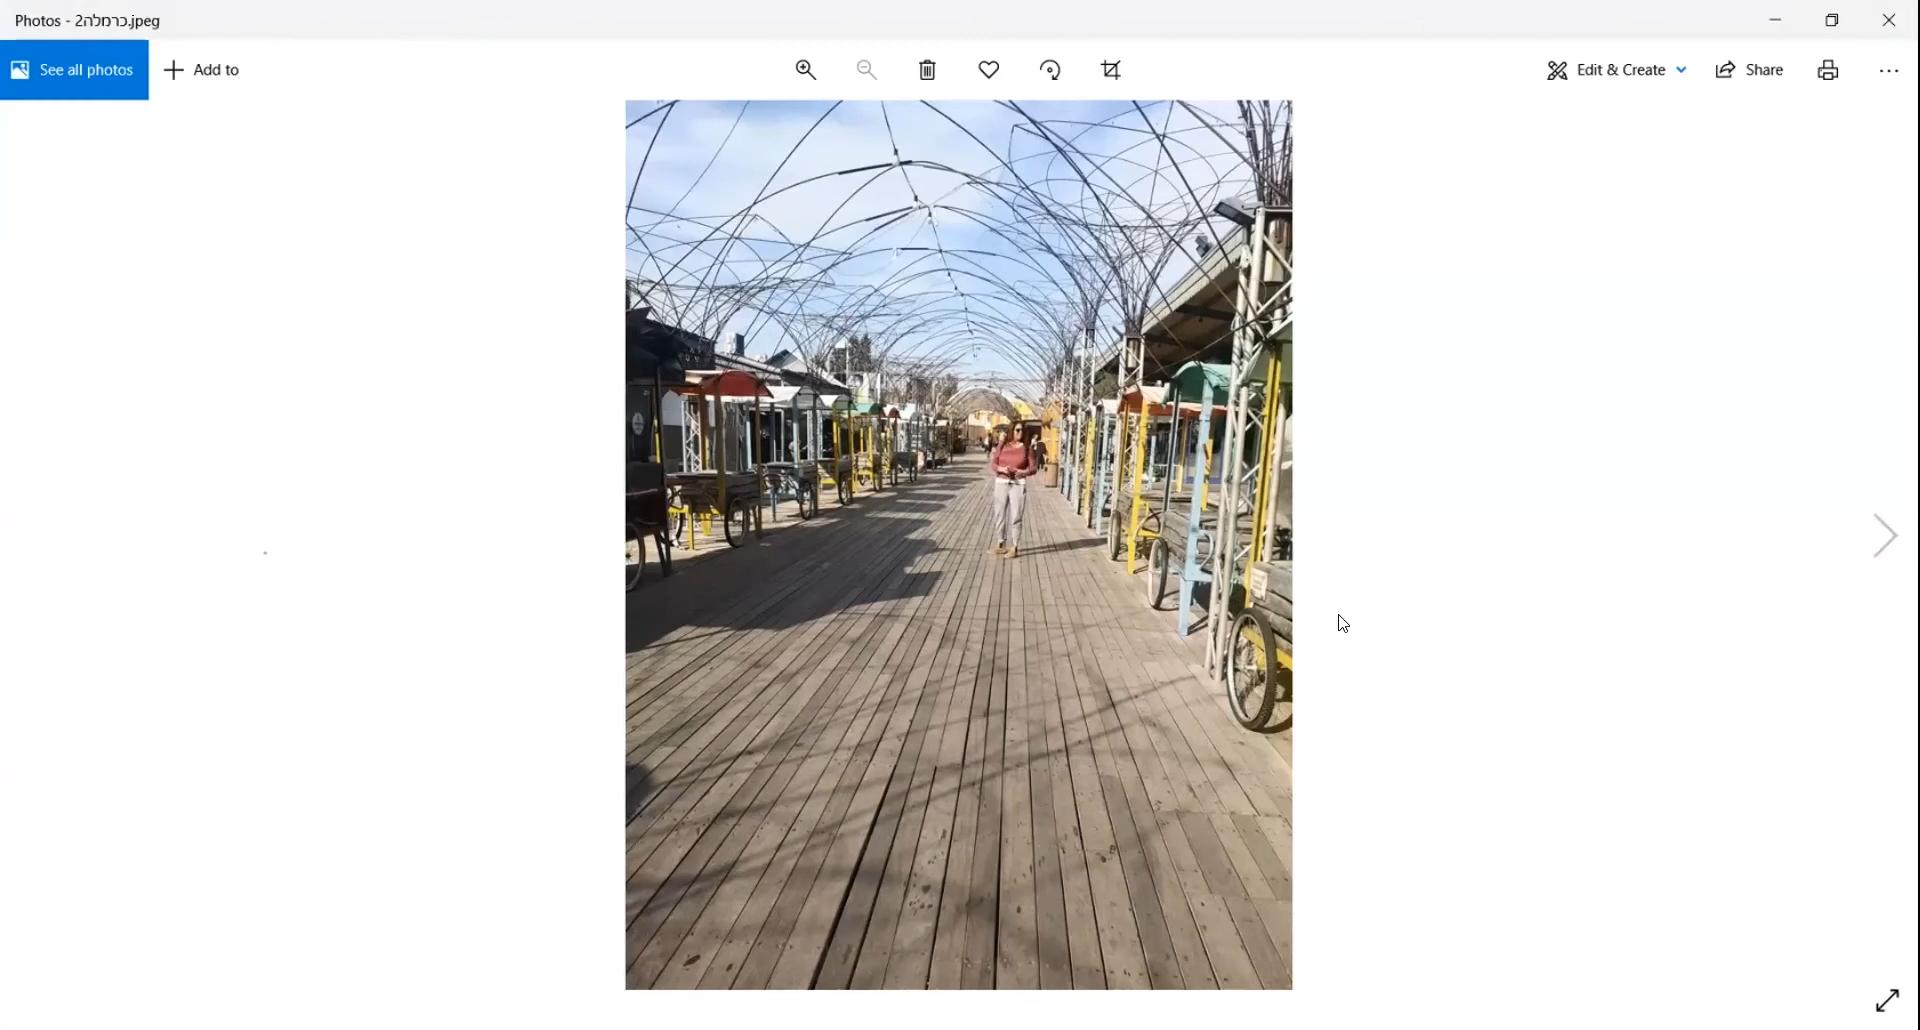 Photos - כרמלה2.jpeg
See all photos
Add to
Edit & Create
Share